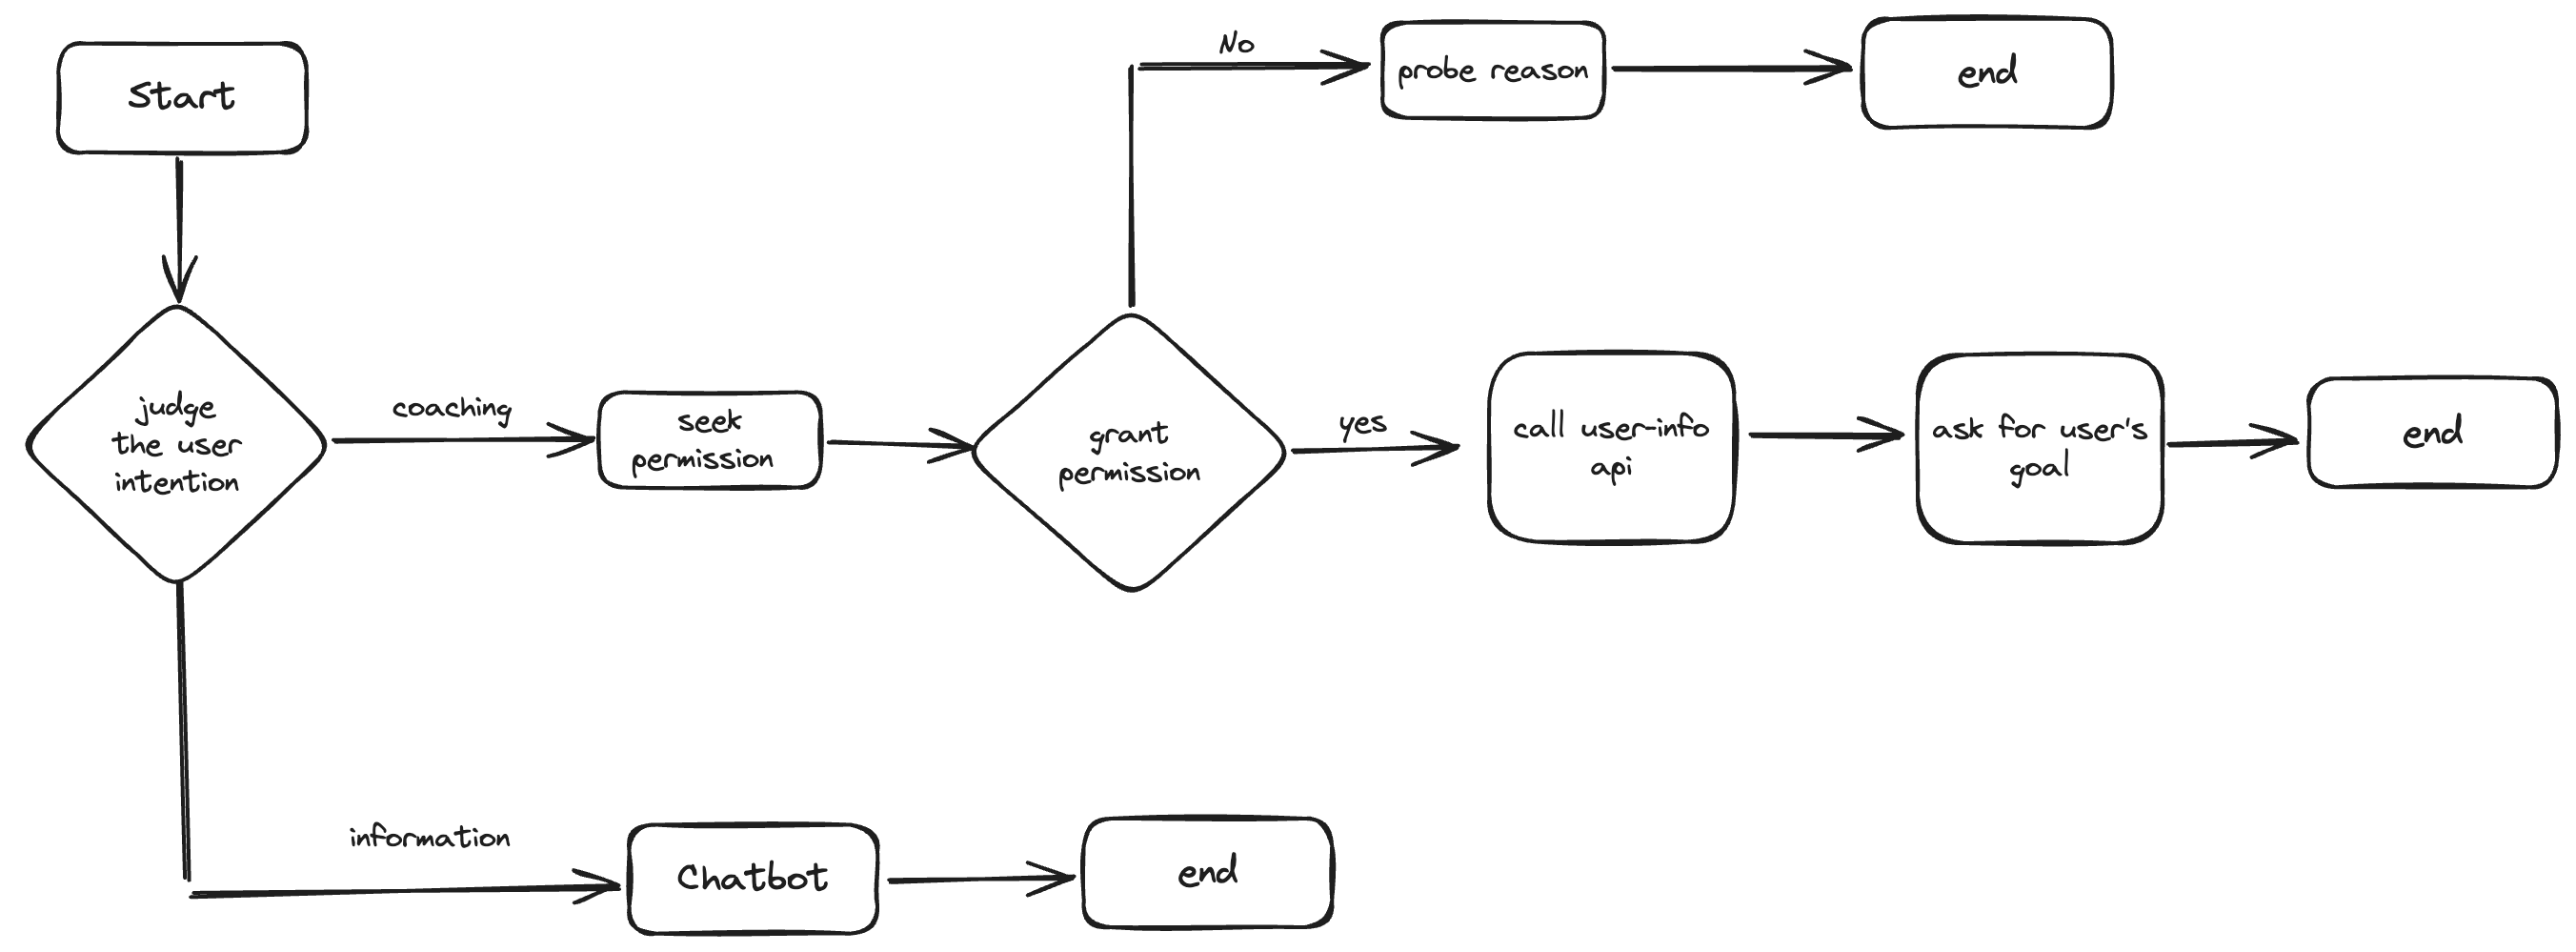 Start
No
probe reason
end
judge
the user
intention
coaching
seek
permission
grant
permission
yes
call user-info
api
ask for user's
goal
end
information
Chatbot
end